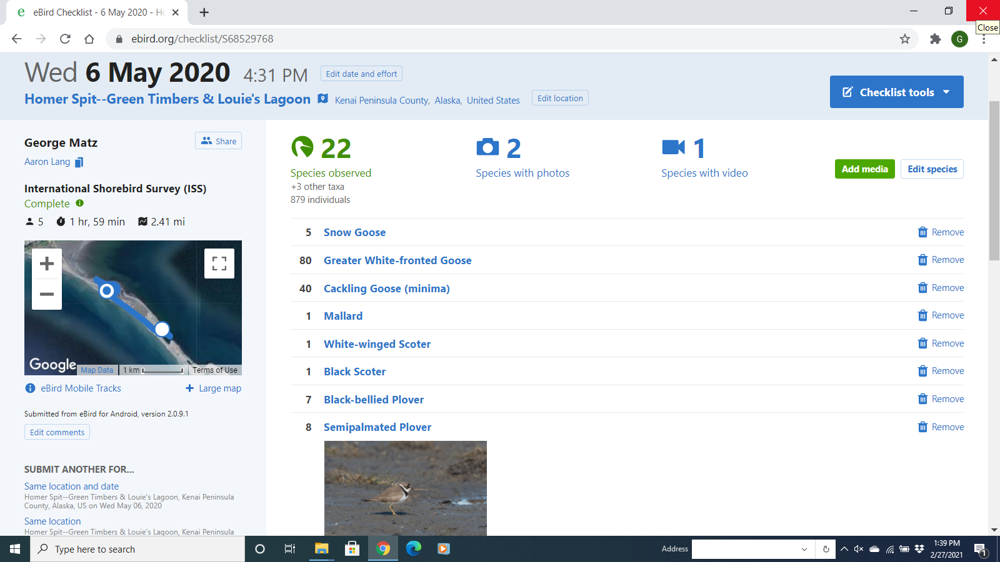 eBird Checklist - 6 May 2020 - Ho
Close
ebird.org/checklist/S68529768
G
Wed 6 May 2020 4:31 PM Edit date and effort
Homer Spit--Green Timbers & Louie's Lagoon Kenai Peninsula County, Alaska, United States Edit location
Checklist tools
George Matz
Share
Aaron Lang
International Shorebird Survey (ISS)
Complete
5 1 hr, 59 min 2.41 mi
Google
Map Data 1 km Terms of Use
eBird Mobile Tracks Large map
Submitted from eBird for Android, version 2.0.9.1
Edit comments
SUBMIT ANOTHER FOR...
Same location and date
Homer Spit--Green Timbers & Louie's Lagoon, Kenai Peninsula
County, Alaska, US on Wed May 06, 2020
Same location
Homer Spit--Green Timbers & Louie's Lagoon, Kenai Peninsula
22
Species observed
+3 other taxa
879 individuals
2
Species with photos
1
Species with video
Add media
Edit species
5 Snow Goose Remove
80 Greater White-fronted Goose Remove
40 Cackling Goose (minima) Remove
1 Mallard Remove
1 White-winged Scoter Remove
1 Black Scoter Remove
7 Black-bellied Plover Remove
8 Semipalmated Plover Remove
Type here to search
Address
1:39 PM
2/27/2021
1